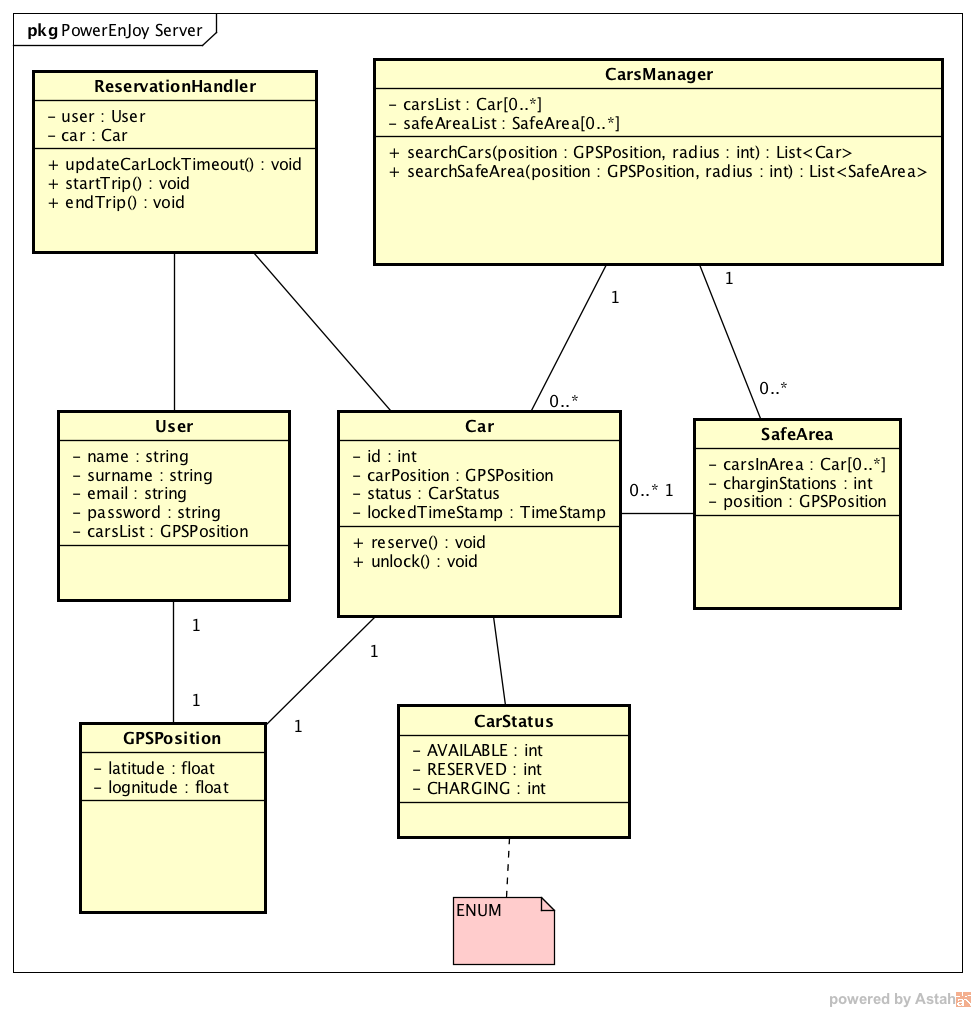 pkg PowerEnJoy Server
ReservationHandler
- user : User
- car : Car
+ updateCarLockTimeout() : void
+ startTrip() : void
+ endTrip() : void
CarsManager
- carsList : Car[0..*]
- safeAreaList : SafeArea[0..*]
+ searchCars(position : GPSPosition, radius : int) : List<Car>
+ searchSafeArea(position : GPSPosition, radius : int) : List<SafeArea>
1
1
0..*
0..*
User
- name : string
- surname : string
- email : string
- password : string
- carsList : GPSPosition
Car
- id : int
- carPosition : GPSPosition
- status : CarStatus
- lockedTimeStamp : TimeStamp
+ reserve() : void
+ unlock() : void
0..* 1
SafeArea
- carsInArea : Car[0..*]
- charginStations : int
- position : GPSPosition
1
1
1
1
GPSPosition
- latitude : float
- lognitude : float
CarStatus
- AVAILABLE : int
- RESERVED : int
- CHARGING : int
ENUM
powered by Astah